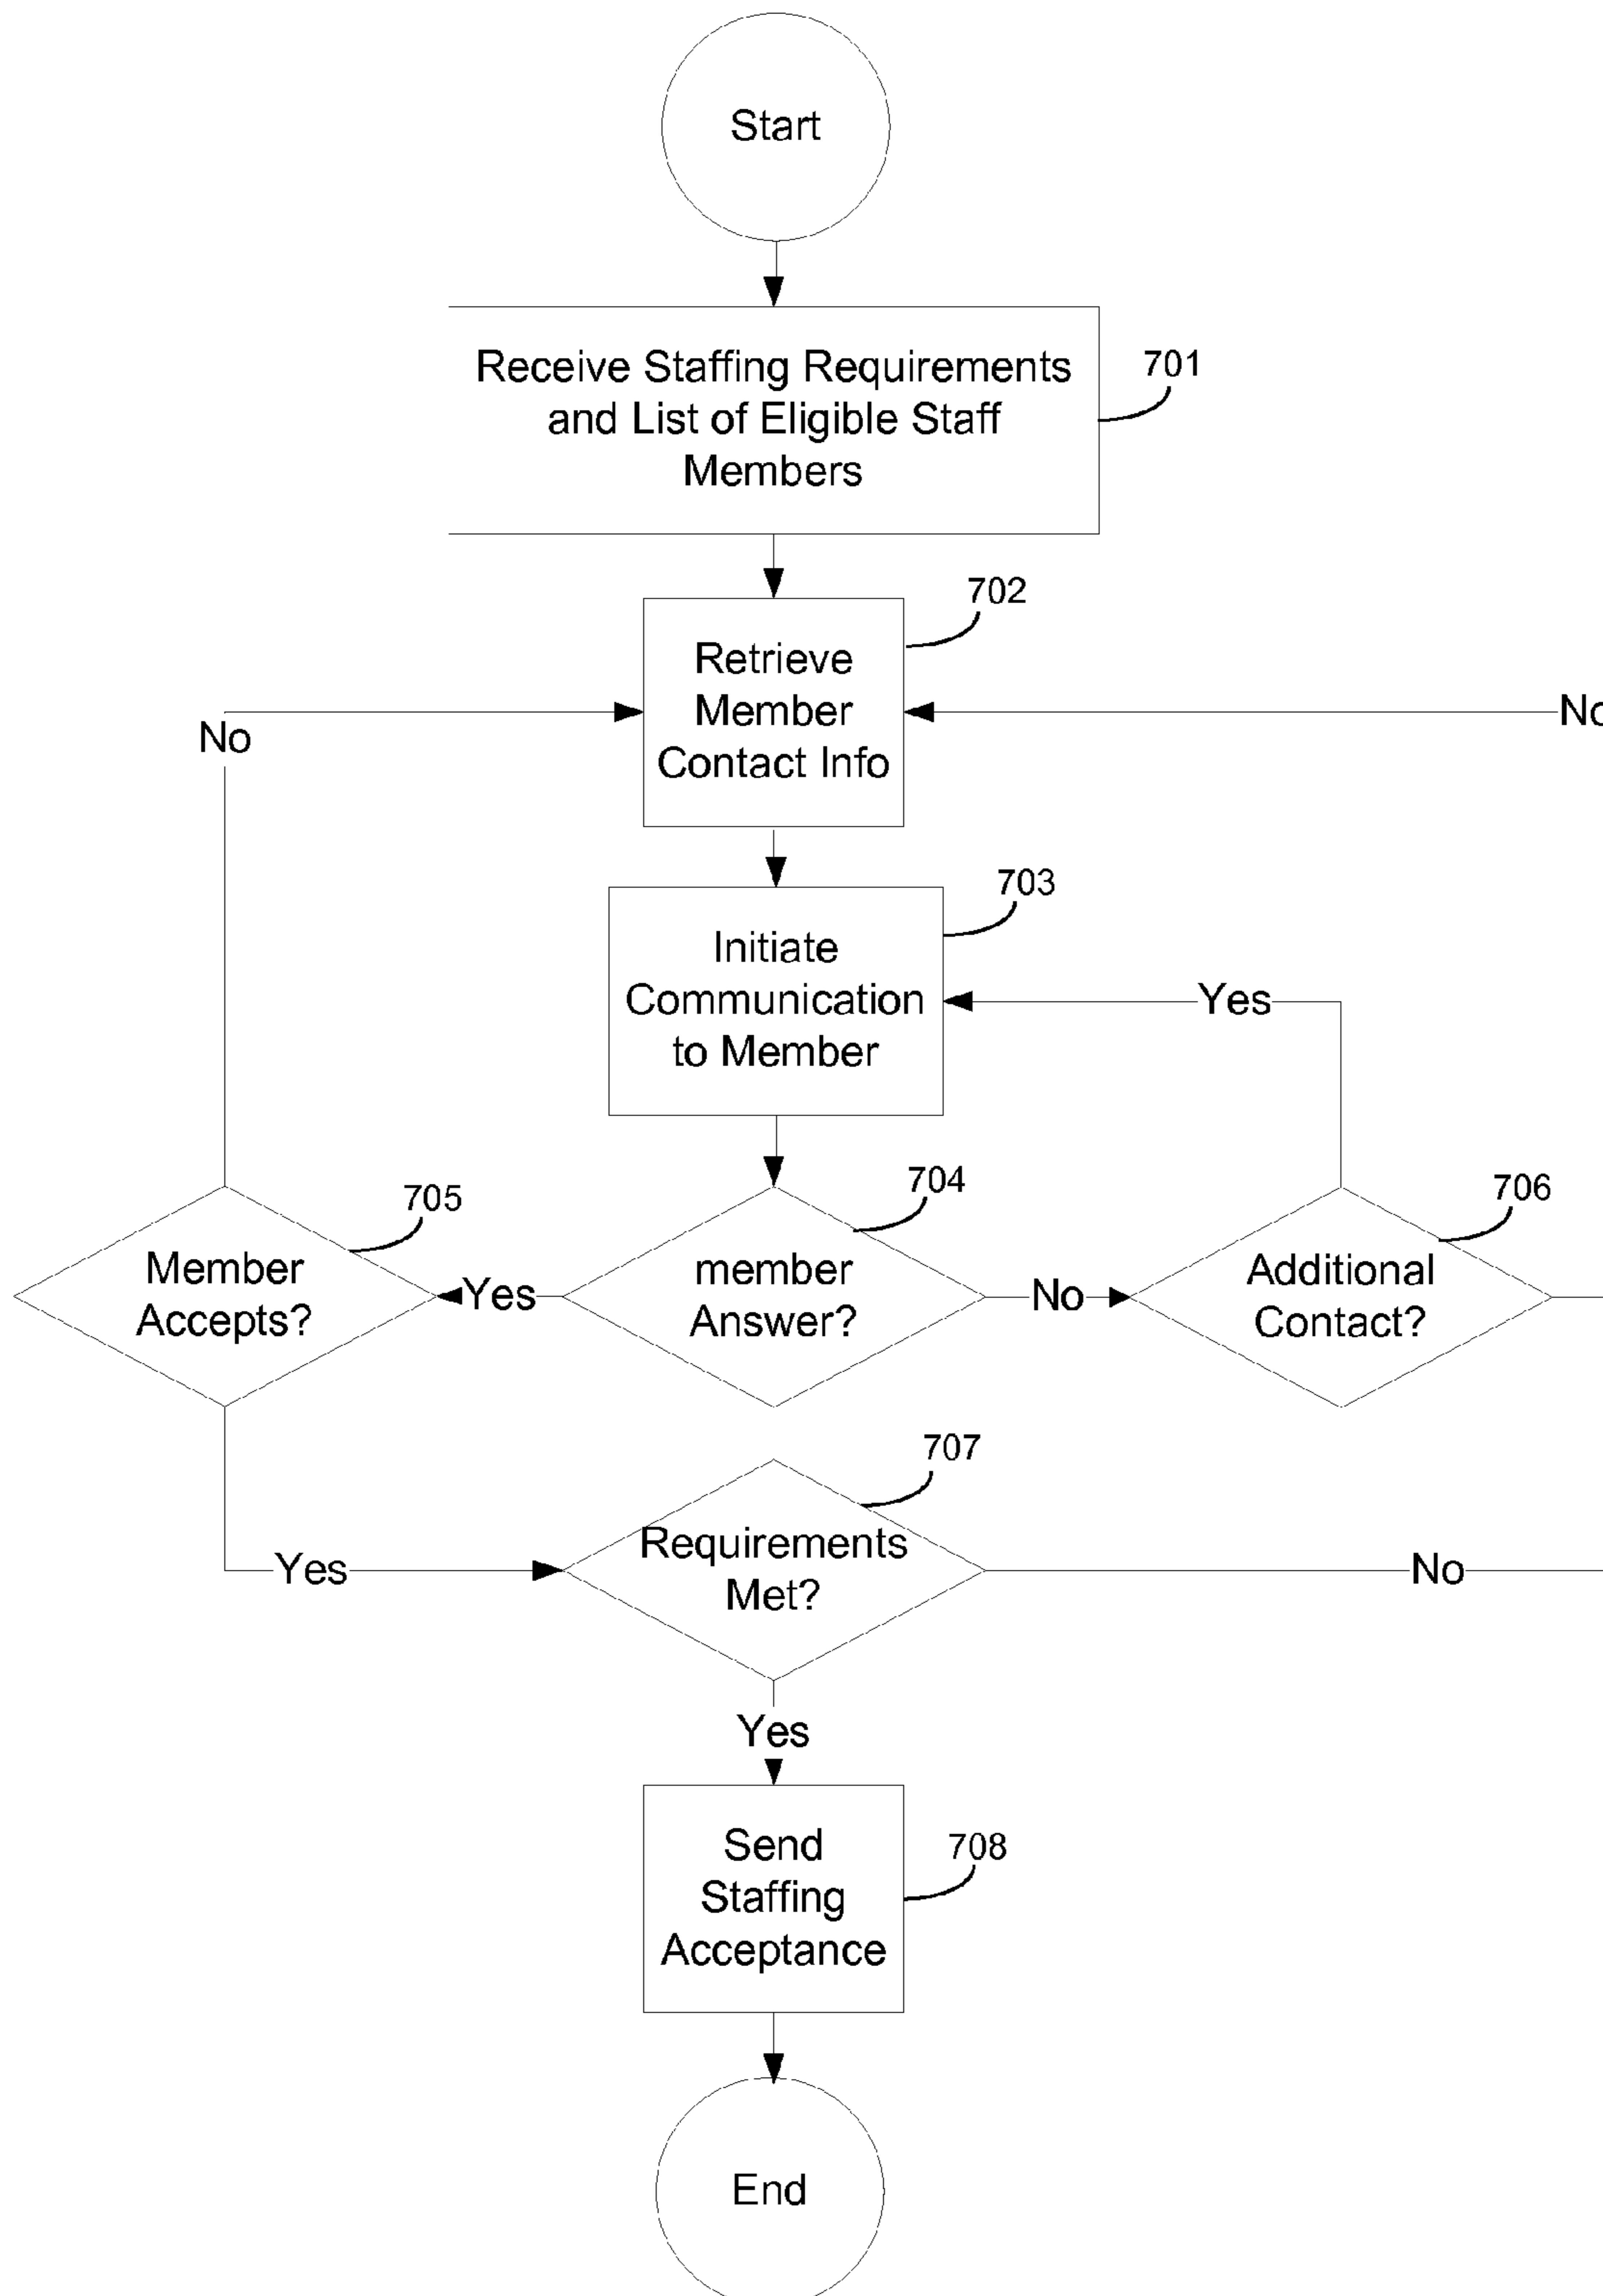 Start
Receive Staffing Requirements
and List of Eligible Staff
Members
701
702
Retrieve
Member
Contact Info
No
No
703
Initiate
Communication
to Member
Yes
705
704
706
Member
Accepts?
Yes
member
Answer?
No
Additional
Contact?
707
Requirements
Met?
Yes
No
Yes
Send
Staffing
Acceptance
708
End